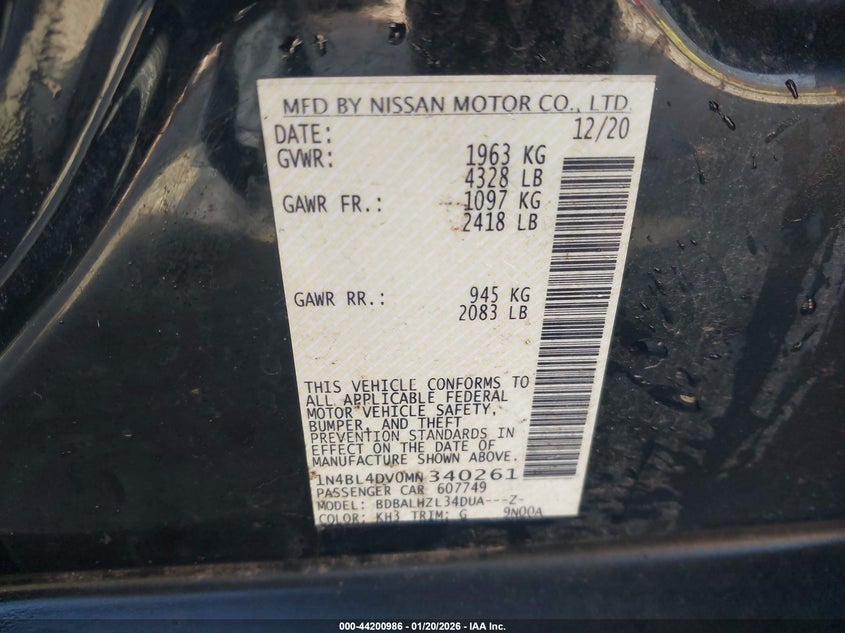 MFD BY NISSAN MOTOR CO., LTD.
DATE: 12/20
GVWR: 1963 KG
4328 LB
GAWR FR.: 1097 KG
2418 LB
GAWR RR.: 945 KG
2083 LB
THIS VEHICLE CONFORMS TO
ALL APPLICABLE FEDERAL
MOTOR VEHICLE SAFETY,
BUMPER, AND THEFT
PREVENTION STANDARDS IN
EFFECT ON THE DATE OF
MANUFACTURE SHOWN ABOVE.
1N4BL4DV0MN340261
PASSENGER CAR 607749
MODEL: BDBALHZL34DUA---Z-
COLOR: KH3 TRIM: G 9N00A
000-44200986 - 01/20/2026 - IAA Inc.